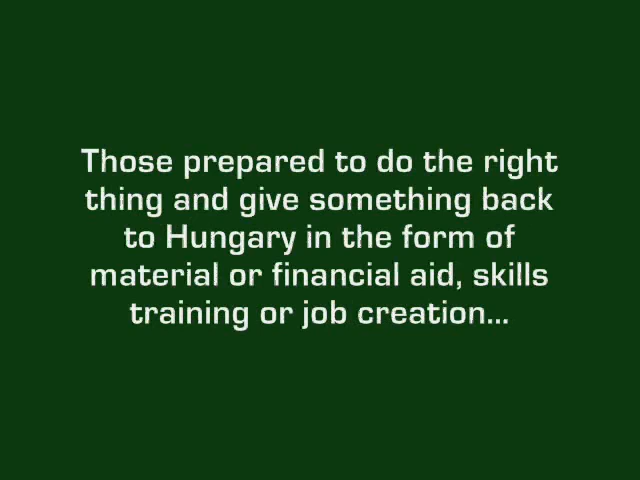 Those prepared to do the right
thing and give something back
to Hungary in the form of
material or financial aid, skills
training or job creation...